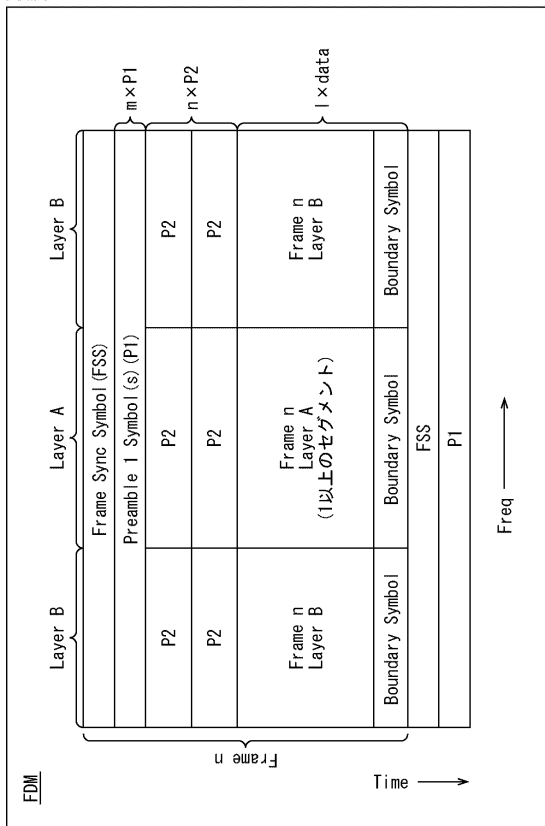 FDM
Layer B
Layer A
Layer B
Frame n
Frame Sync Symbol(FSS)
Preamble 1 Symbol(s)(P1)
m×P1
P2
P2
P2
n×P2
P2
P2
P2
Frame n
Layer B
Frame n
Layer A
(1以上のセグメント)
Frame n
Layer B
l×data
Boundary Symbol
Boundary Symbol
Boundary Symbol
FSS
P1
Time
Freq